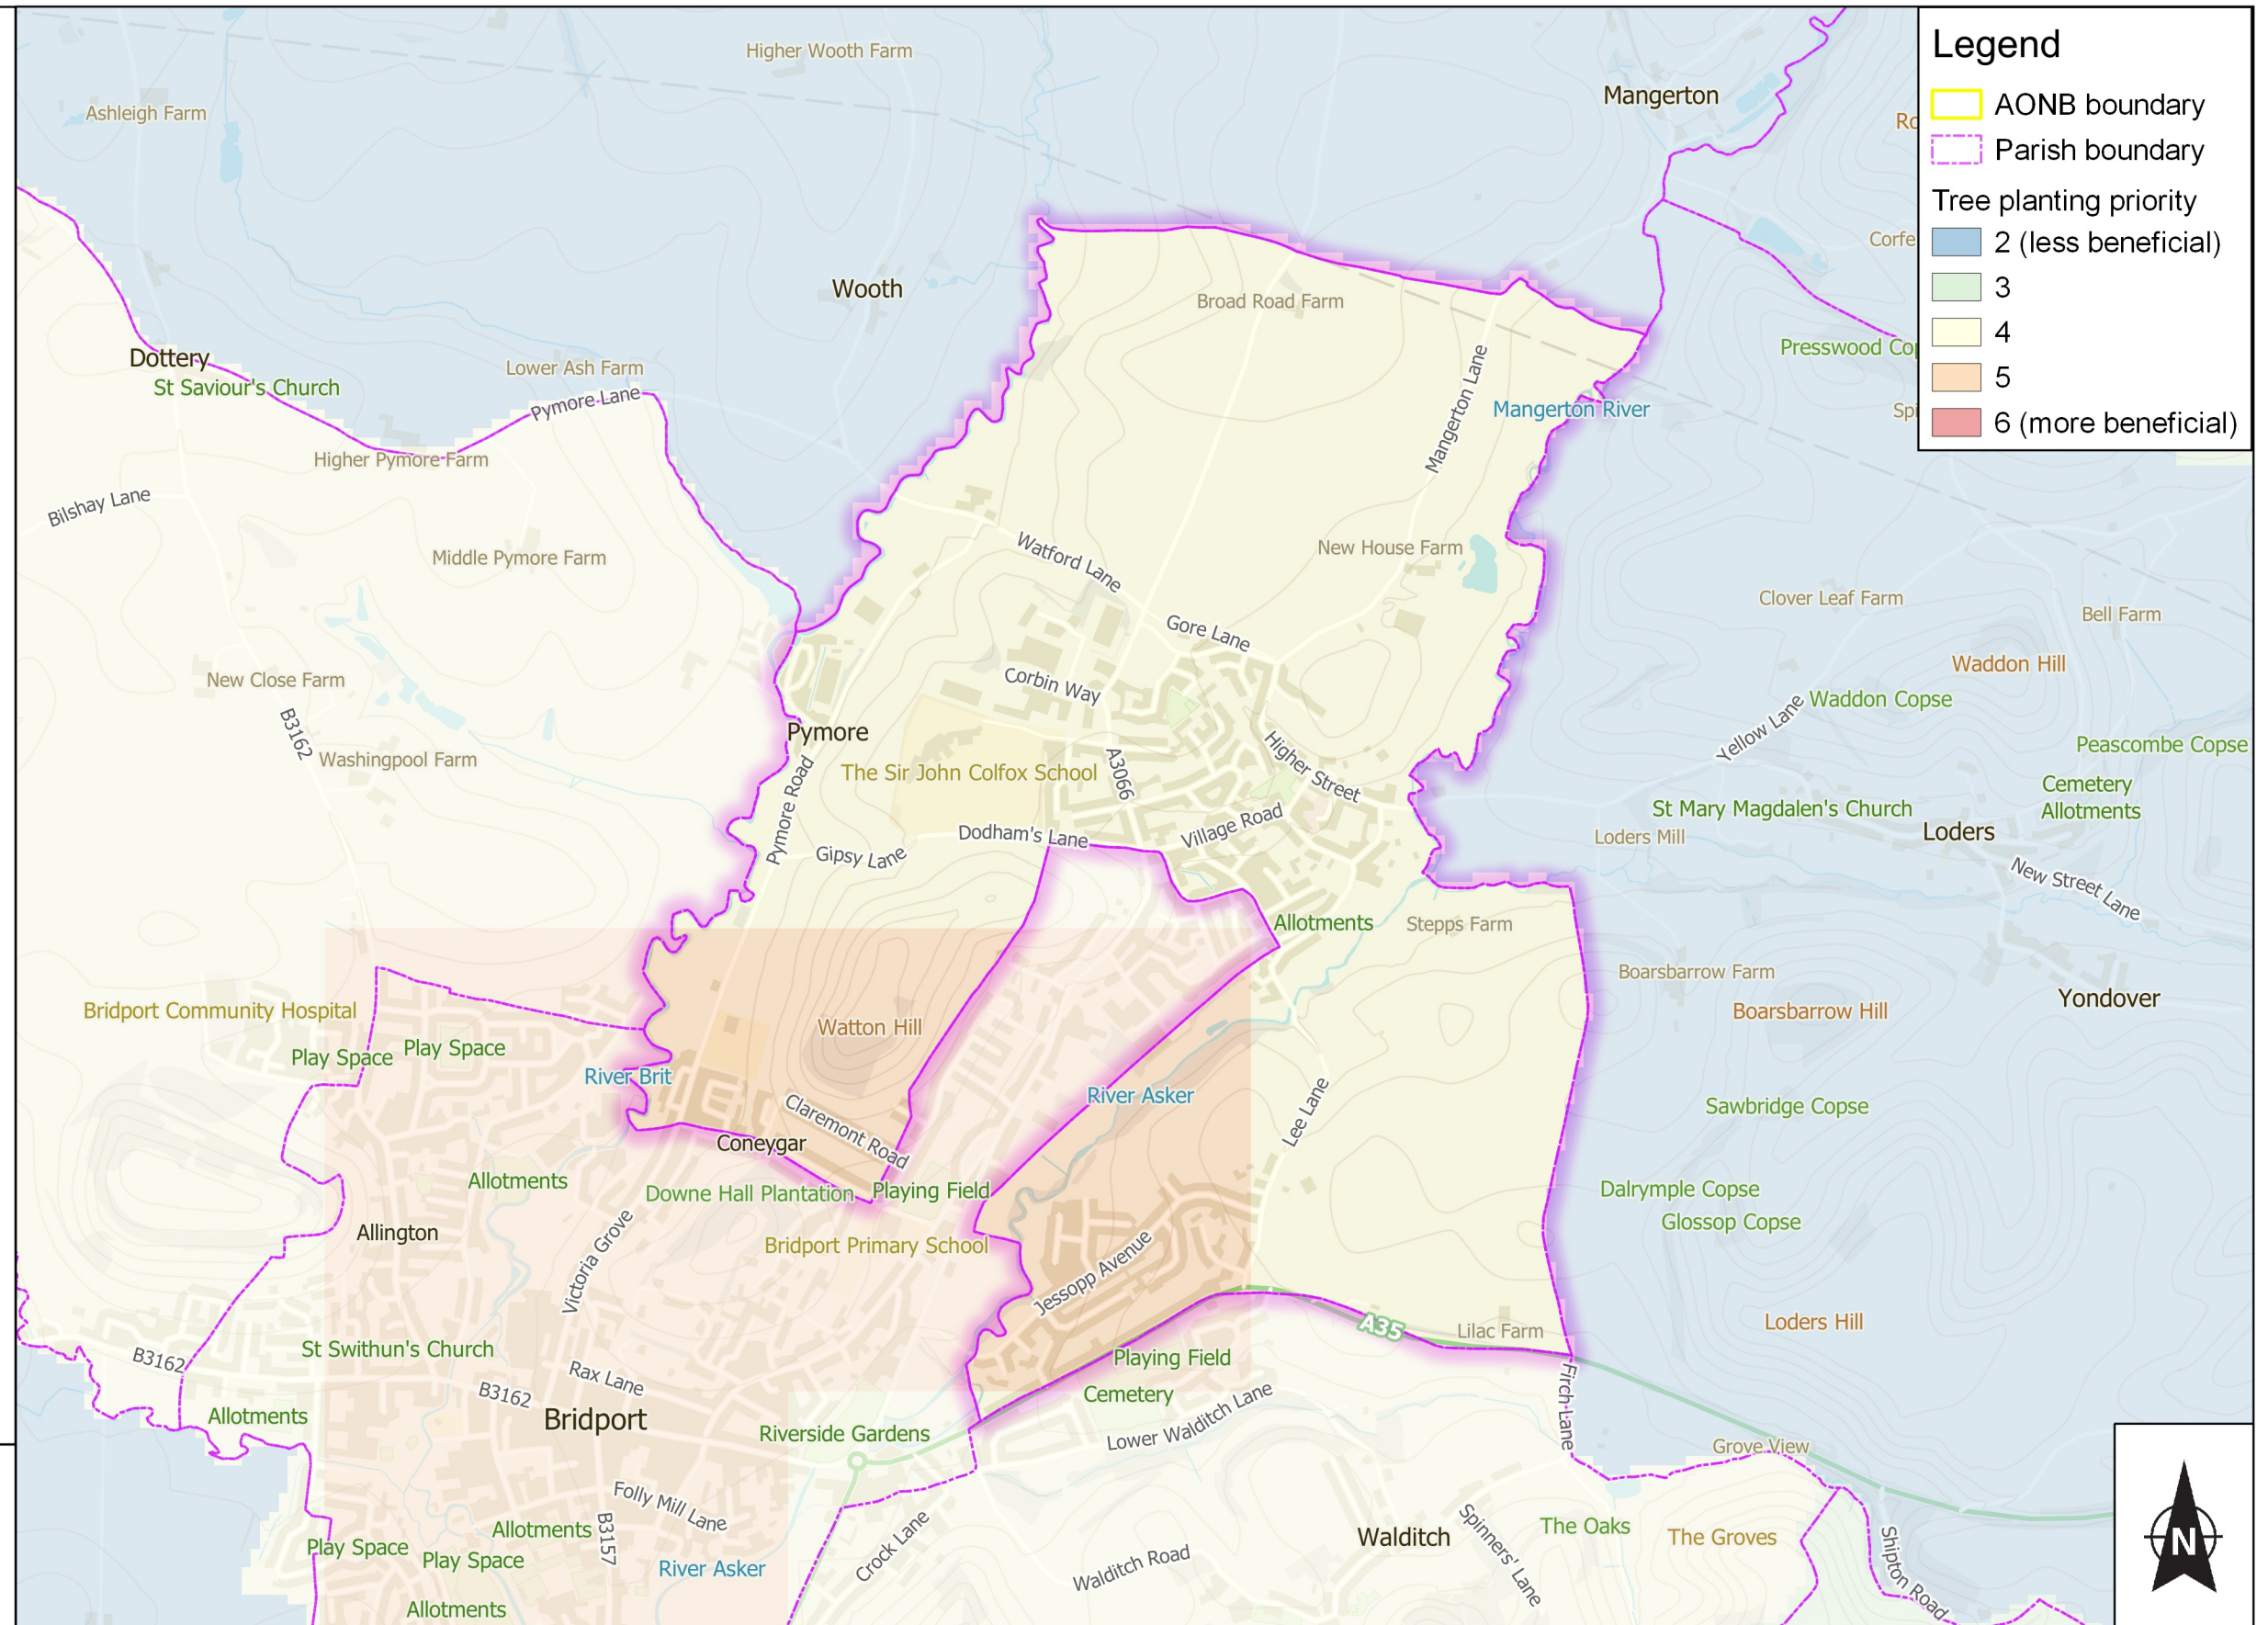 Legend
AONB boundary
Parish boundary
Tree planting priority
2 (less beneficial)
3
4
5
6 (more beneficial)
Higher Wooth Farm
Mangerton
Ashleigh Farm
Wooth
Broad Road Farm
Dottery
St Saviour's Church
Lower Ash Farm
Pymore Lane
Mangerton Lane
Mangerton River
Higher Pymore Farm
Bilshay Lane
Middle Pymore Farm
Watford Lane
New House Farm
Clover Leaf Farm
Bell Farm
Gore Lane
Waddon Hill
New Close Farm
Corbin Way
Waddon Copse
B3162
Yellow Lane
Pymore
Washingpool Farm
Higher Street
Peascombe Copse
The Sir John Colfox School
A3066
Cemetery
Allotments
Pymore Road
St Mary Magdalen's Church
Loders Mill
Loders
Dodham's Lane
Village Road
Gipsy Lane
New Street Lane
Allotments
Stepps Farm
Boarsbarrow Farm
Boarsbarrow Hill
Yondover
Bridport Community Hospital
Watton Hill
Play Space
Play Space
River Brit
River Asker
Sawbridge Copse
Claremont Road
Lee Lane
Coneygar
Allotments
Downe Hall Plantation
Playing Field
Dalrymple Copse
Glossop Copse
Allington
Victoria Grove
Bridport Primary School
Jessopp Avenue
A35
Lilac Farm
Loders Hill
B3162
St Swithun's Church
Playing Field
Rax Lane
B3162
Cemetery
Firch Lane
Allotments
Bridport
Riverside Gardens
Lower Walditch Lane
Grove View
Folly Mill Lane
Allotments
B3157
Crock Lane
Walditch
Spinners' Lane
The Oaks
The Groves
Shipton Road
Play Space
Play Space
River Asker
Walditch Road
Allotments
N